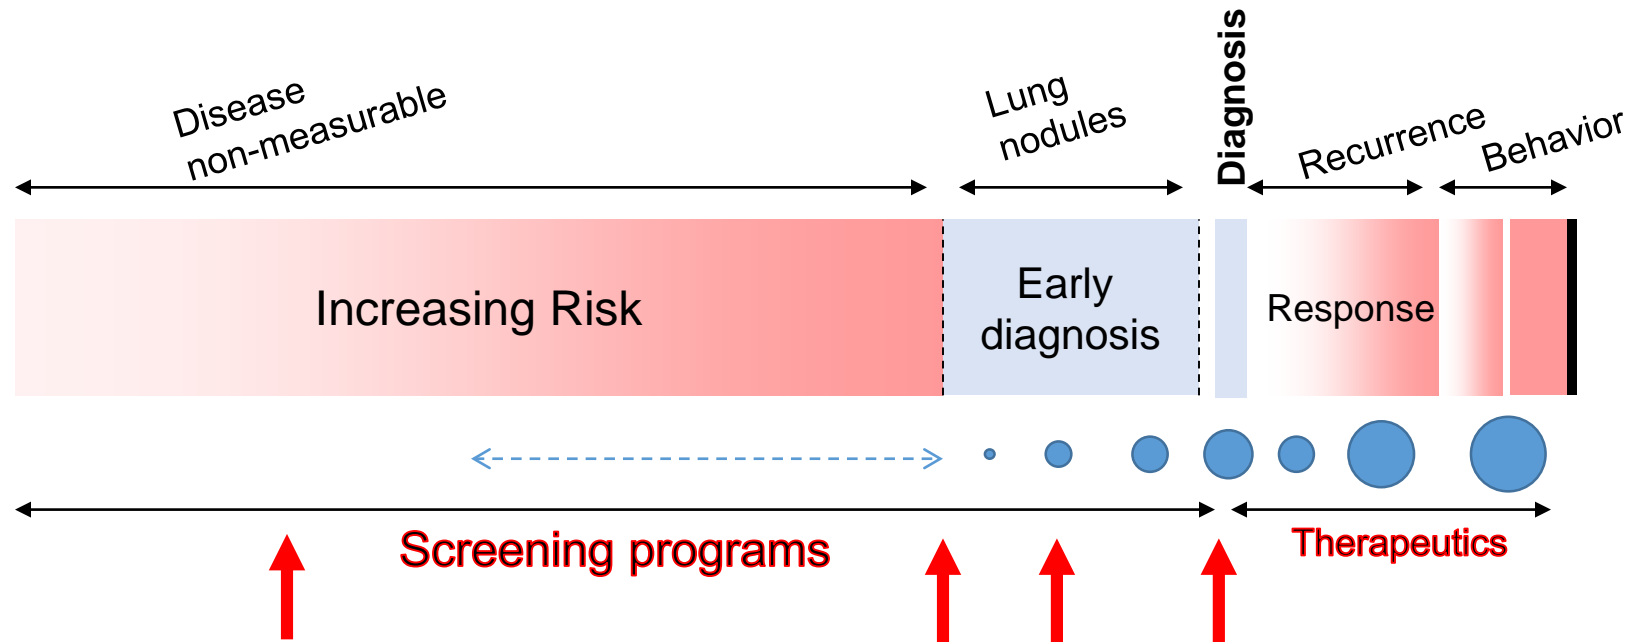 Disease
non-measurable
Lung
nodules
Diagnosis
Recurrence
Behavior
Increasing Risk
Early
diagnosis
Response
Screening programs
Therapeutics